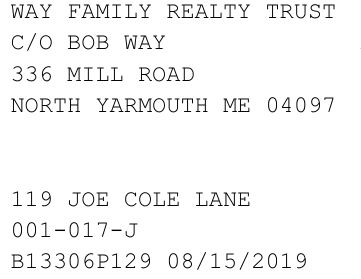 WAY FAMILY REALTY TRUST
C/O BOB WAY
336 MILL ROAD
NORTH YARMOUTH ME 04097
119 JOE COLE LANE
001-017-J
B13306P129 08/15/2019